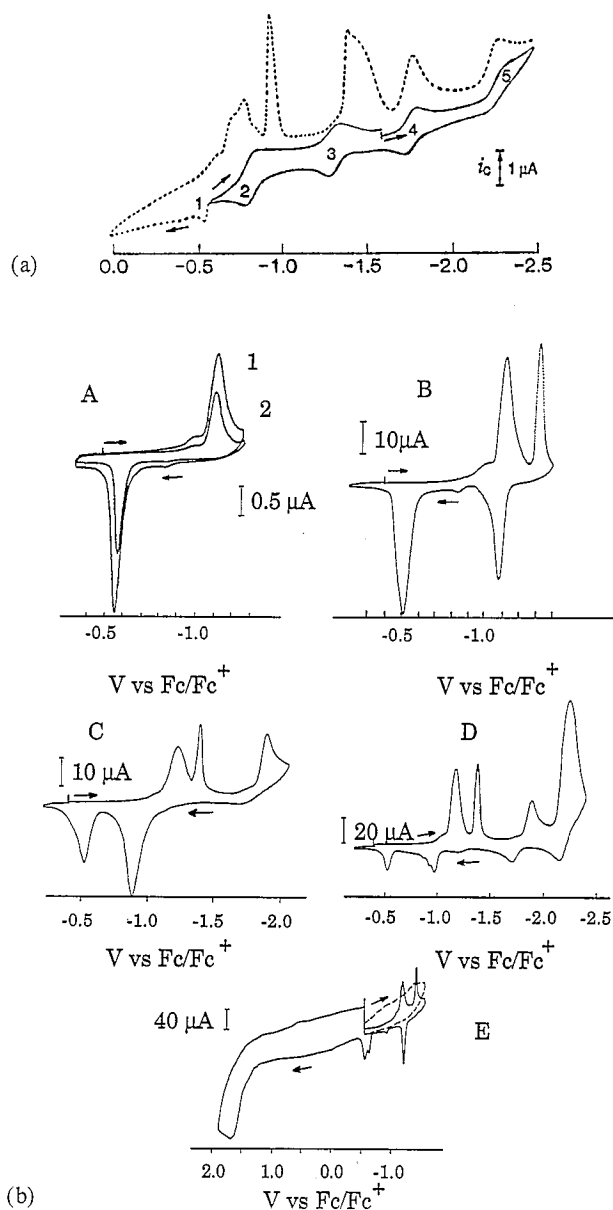 1
2
3
4
5
i_c 1 µA
(a)
0.0 -0.5 -1.0 -1.5 -2.0 -2.5
A
1
2
0.5 µA
-0.5 -1.0
V vs Fc/Fc⁺
B
10µA
-0.5 -1.0
V vs Fc/Fc⁺
C
10 µA
-0.5 -1.0 -1.5 -2.0
V vs Fc/Fc⁺
D
20 µA
-0.5 -1.0 -1.5 -2.0 -2.5
V vs Fc/Fc⁺
40 µA
E
2.0 1.0 0.0 -1.0
V vs Fc/Fc⁺
(b)